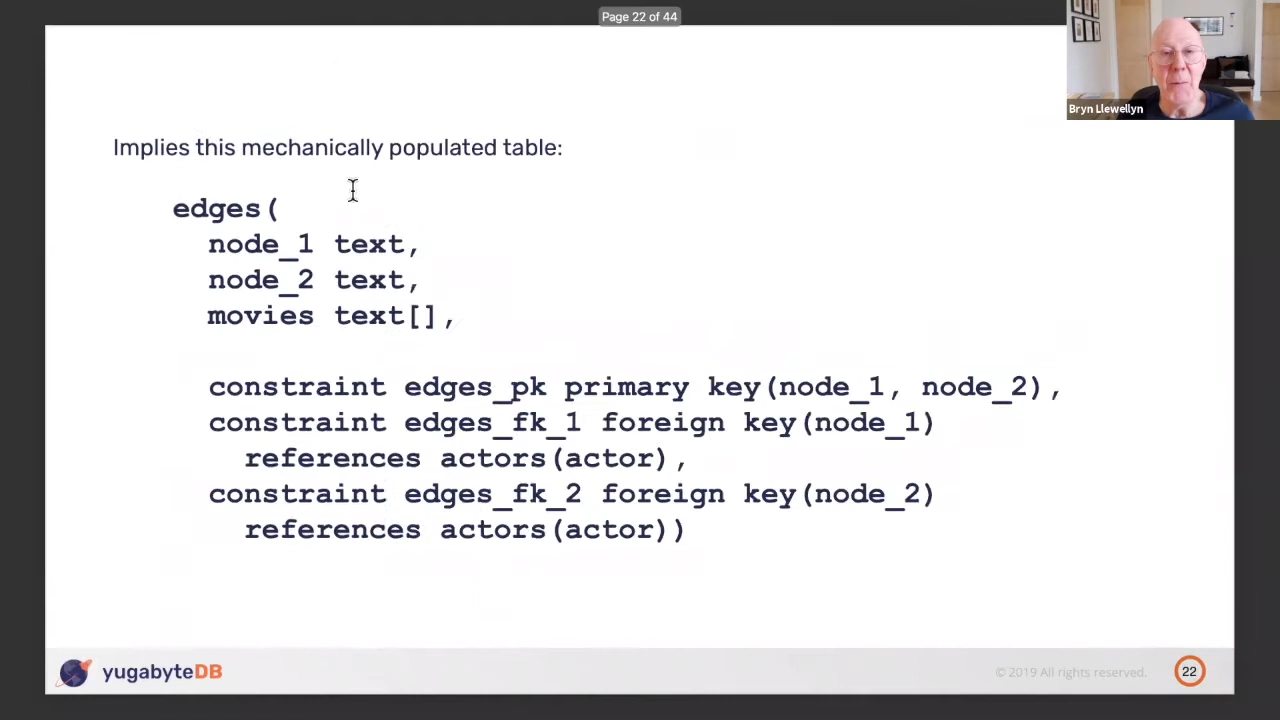 Page 22 of 44
Bryn Llewellyn
Implies this mechanically populated table:
edges(
node_1 text,
node_2 text,
movies text[],
constraint edges_pk primary key(node_1, node_2),
constraint edges_fk_1 foreign key(node_1)
references actors(actor),
constraint edges_fk_2 foreign key(node_2)
references actors(actor))
yugabyteDB
© 2019 All rights reserved.
22